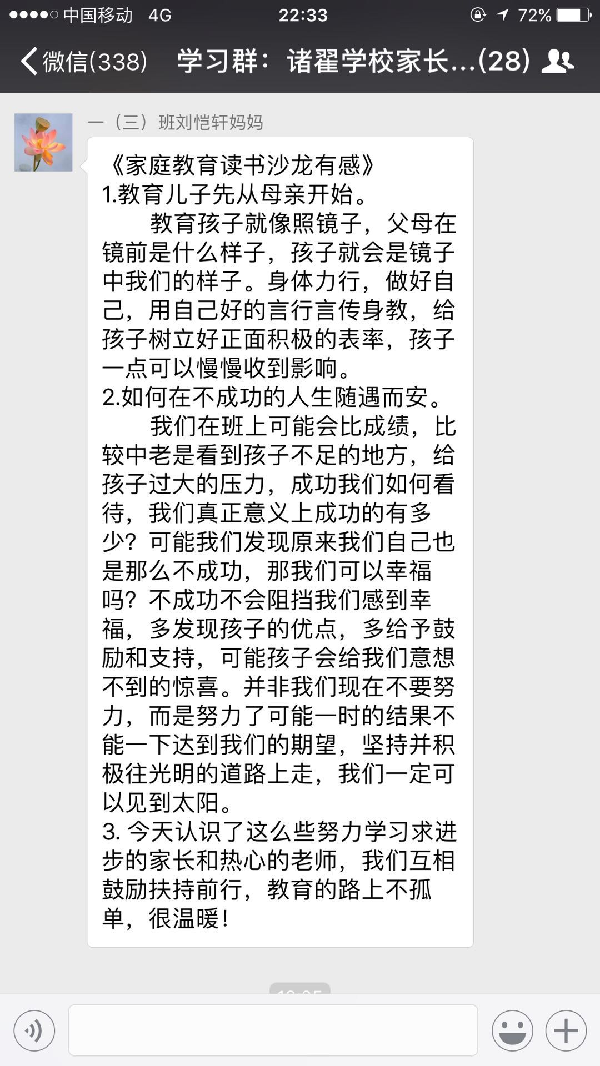 中国移动 4G 22:33 72%
微信(338) 学习群：诸翟学校家长...(28)
一（三）班刘恺轩妈妈
《家庭教育读书沙龙有感》
1.教育儿子先从母亲开始。
教育孩子就像照镜子，父母在
镜前是什么样子，孩子就会是镜子
中我们的样子。身体力行，做好自
己，用自己好的言行言传身教，给
孩子树立好正面积极的表率，孩子
一点可以慢慢收到影响。
2.如何在不成功的人生随遇而安。
我们在班上可能会比成绩，比
较中老是看到孩子不足的地方，给
孩子过大的压力，成功我们如何看
待，我们真正意义上成功的有多
少？可能我们发现原来我们自己也
是那么不成功，那我们可以幸福
吗？不成功不会阻挡我们感到幸
福，多发现孩子的优点，多给予鼓
励和支持，可能孩子会给我们意想
不到的惊喜。并非我们现在不要努
力，而是努力了可能一时的结果不
能一下达到我们的期望，坚持并积
极往光明的道路上走，我们一定可
以见到太阳。
3. 今天认识了这么些努力学习求进
步的家长和热心的老师，我们互相
鼓励扶持前行，教育的路上不孤
单，很温暖！